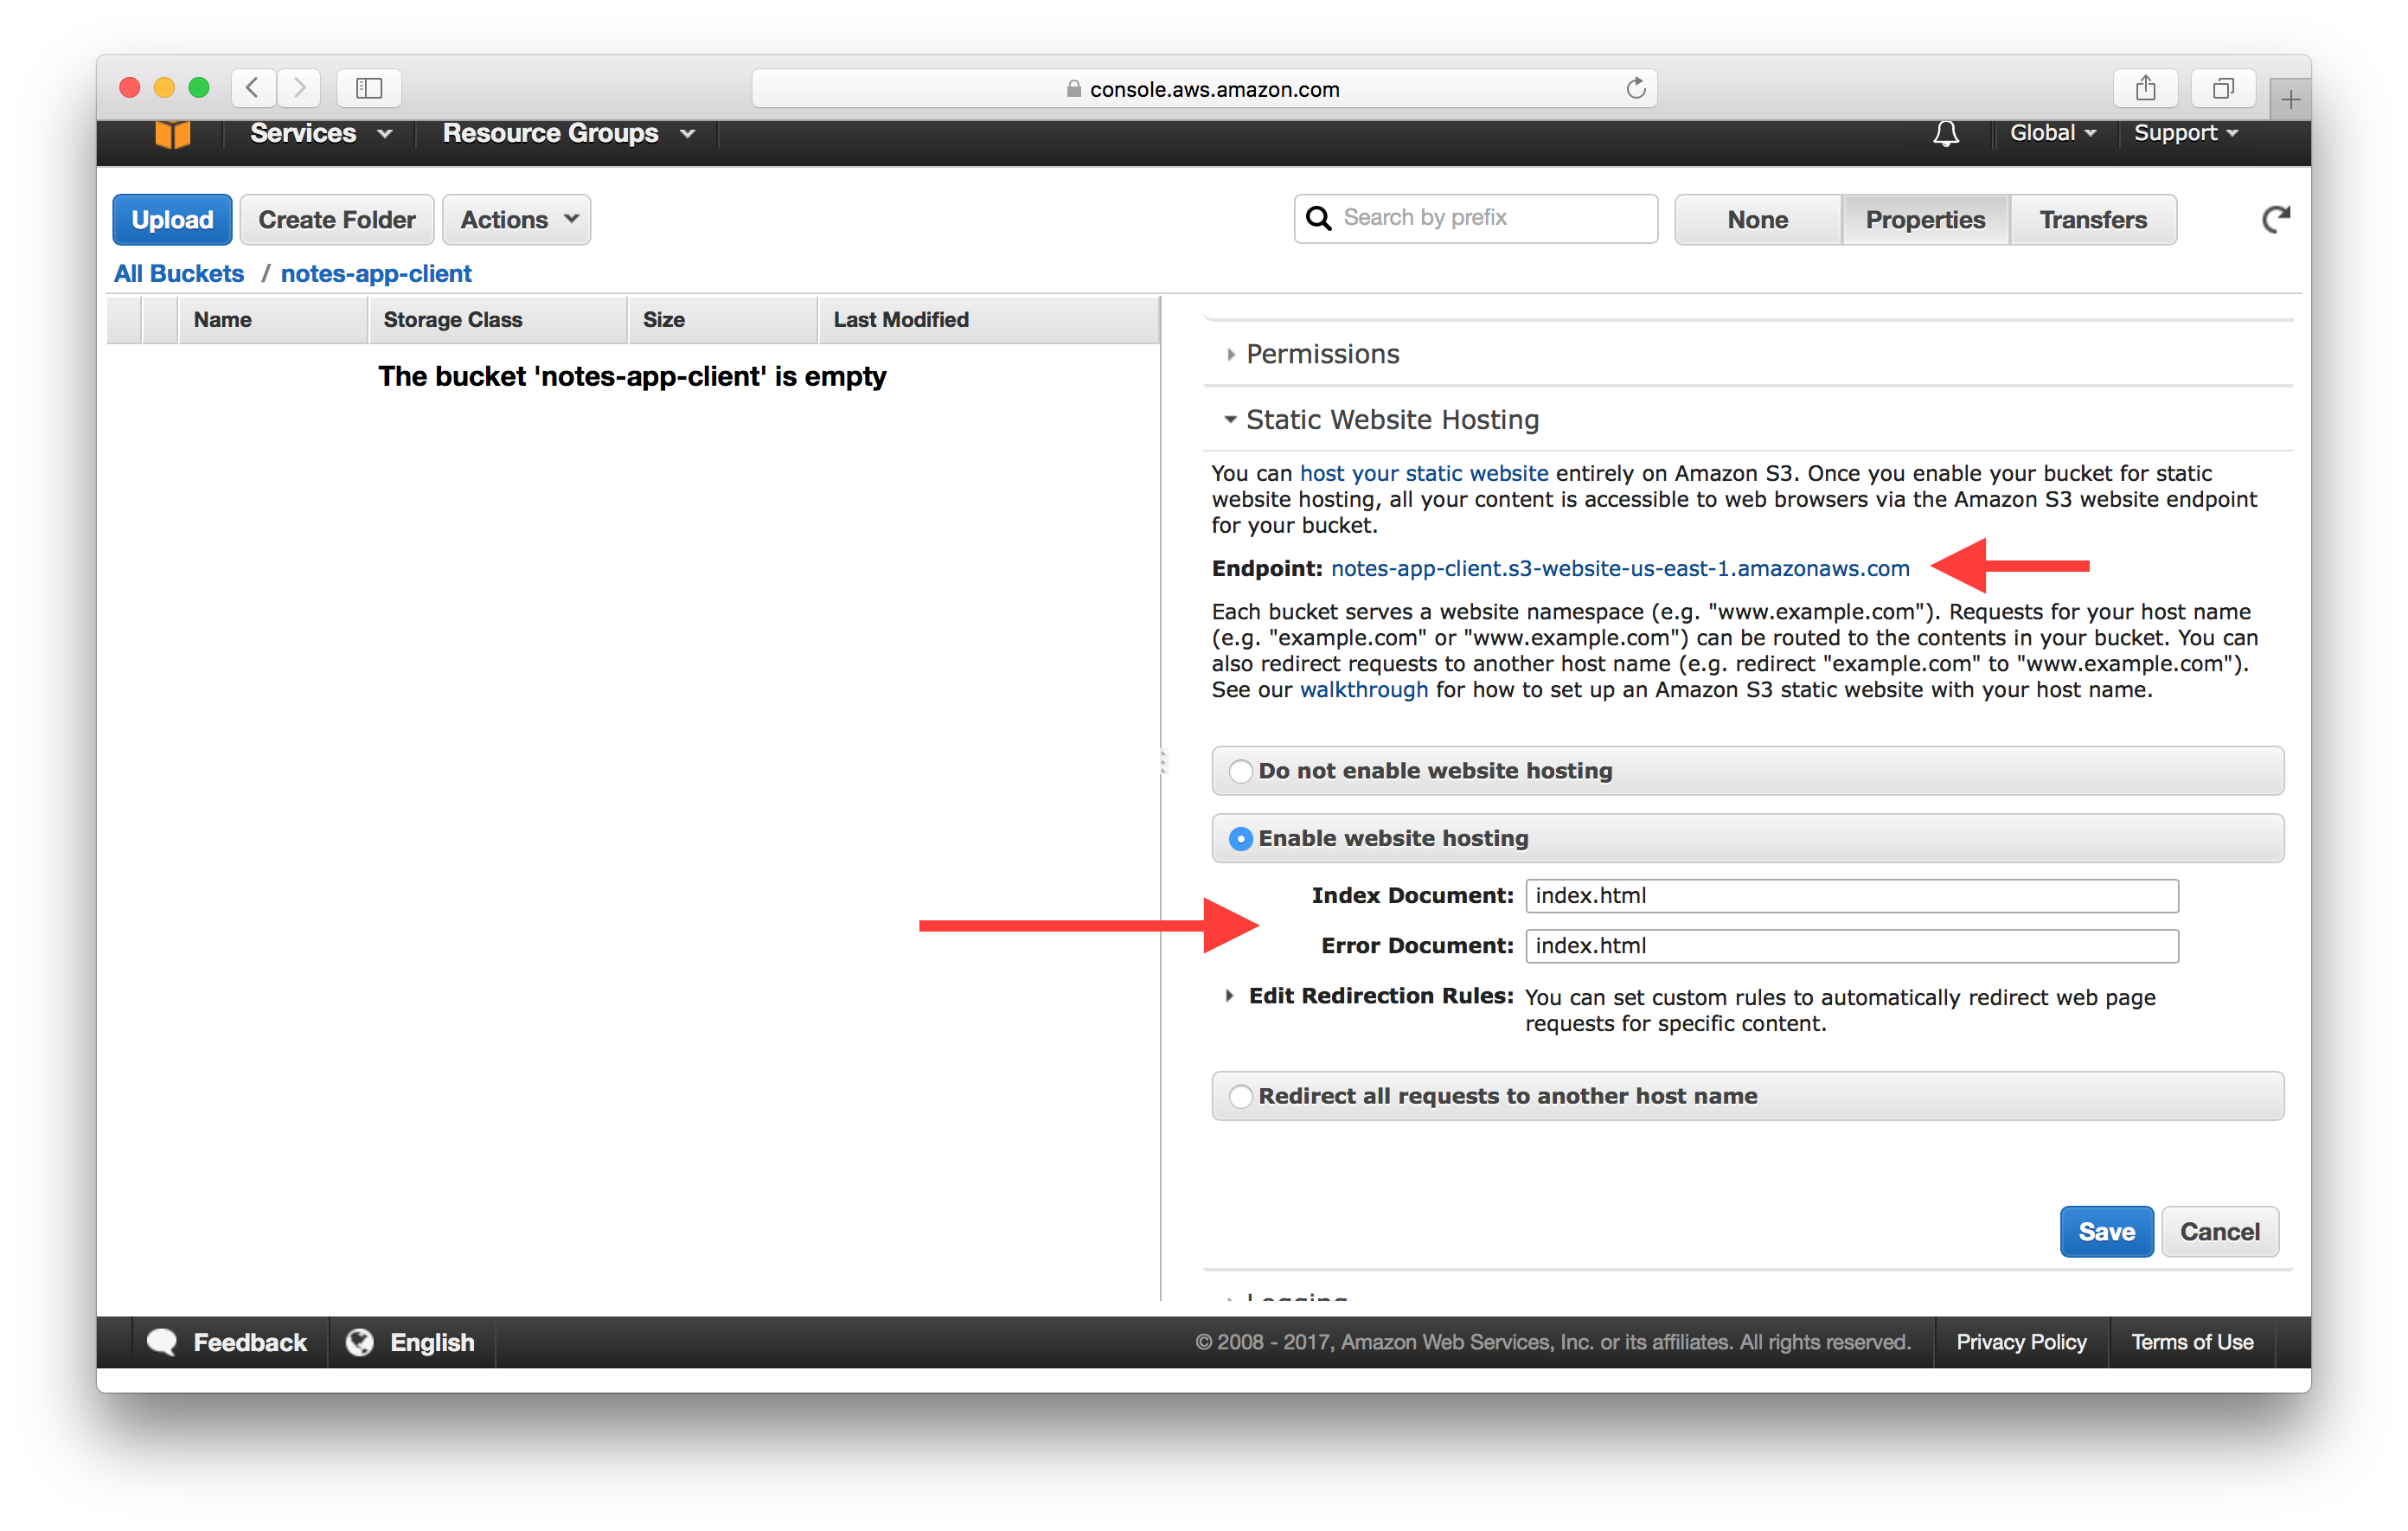 console.aws.amazon.com
Services
Resource Groups
Global
Support
Upload
Create Folder
Actions
Search by prefix
None
Properties
Transfers
All Buckets / notes-app-client
Name
Storage Class
Size
Last Modified
The bucket 'notes-app-client' is empty
Permissions
Static Website Hosting
You can host your static website entirely on Amazon S3. Once you enable your bucket for static
website hosting, all your content is accessible to web browsers via the Amazon S3 website endpoint
for your bucket.
Endpoint: notes-app-client.s3-website-us-east-1.amazonaws.com
Each bucket serves a website namespace (e.g. "www.example.com"). Requests for your host name
(e.g. "example.com" or "www.example.com") can be routed to the contents in your bucket. You can
also redirect requests to another host name (e.g. redirect "example.com" to "www.example.com").
See our walkthrough for how to set up an Amazon S3 static website with your host name.
Do not enable website hosting
Enable website hosting
Index Document: index.html
Error Document: index.html
Edit Redirection Rules: You can set custom rules to automatically redirect web page
requests for specific content.
Redirect all requests to another host name
Save
Cancel
Logging
Feedback
English
© 2008 - 2017, Amazon Web Services, Inc. or its affiliates. All rights reserved.
Privacy Policy
Terms of Use